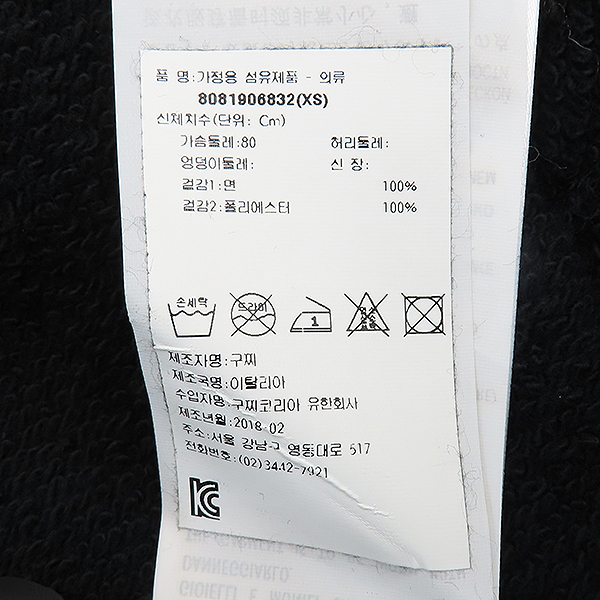 품 명:가정용 섬유제품 - 의류
8081906832(XS)
신체치수(단위: Cm)
가슴둘레:80 허리둘레:
엉덩이둘레: 신 장:
겉감1:면 100%
겉감2:폴리에스터 100%
손세탁 드라이 1
제조자명:구찌
제조국명:이탈리아
수입자명:구찌코리아 유한회사
제조년월:2018-02
주소:서울 강남구 영동대로 517
전화번호:(02)3442-7921
DANNEGGIARLO.